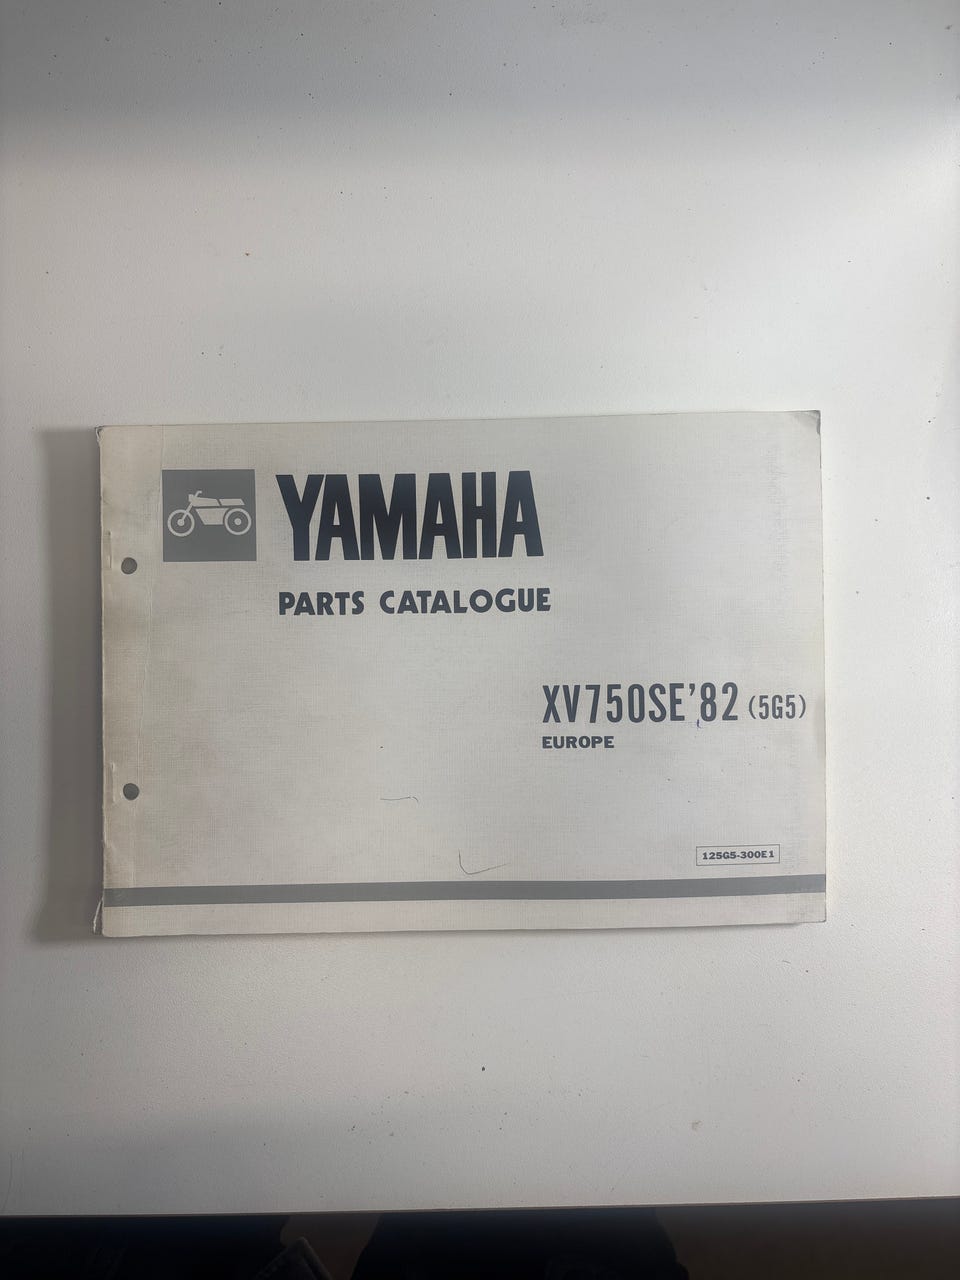 YAMAHA
PARTS CATALOGUE
XV750SE'82 (5G5)
EUROPE
125G5-300E1